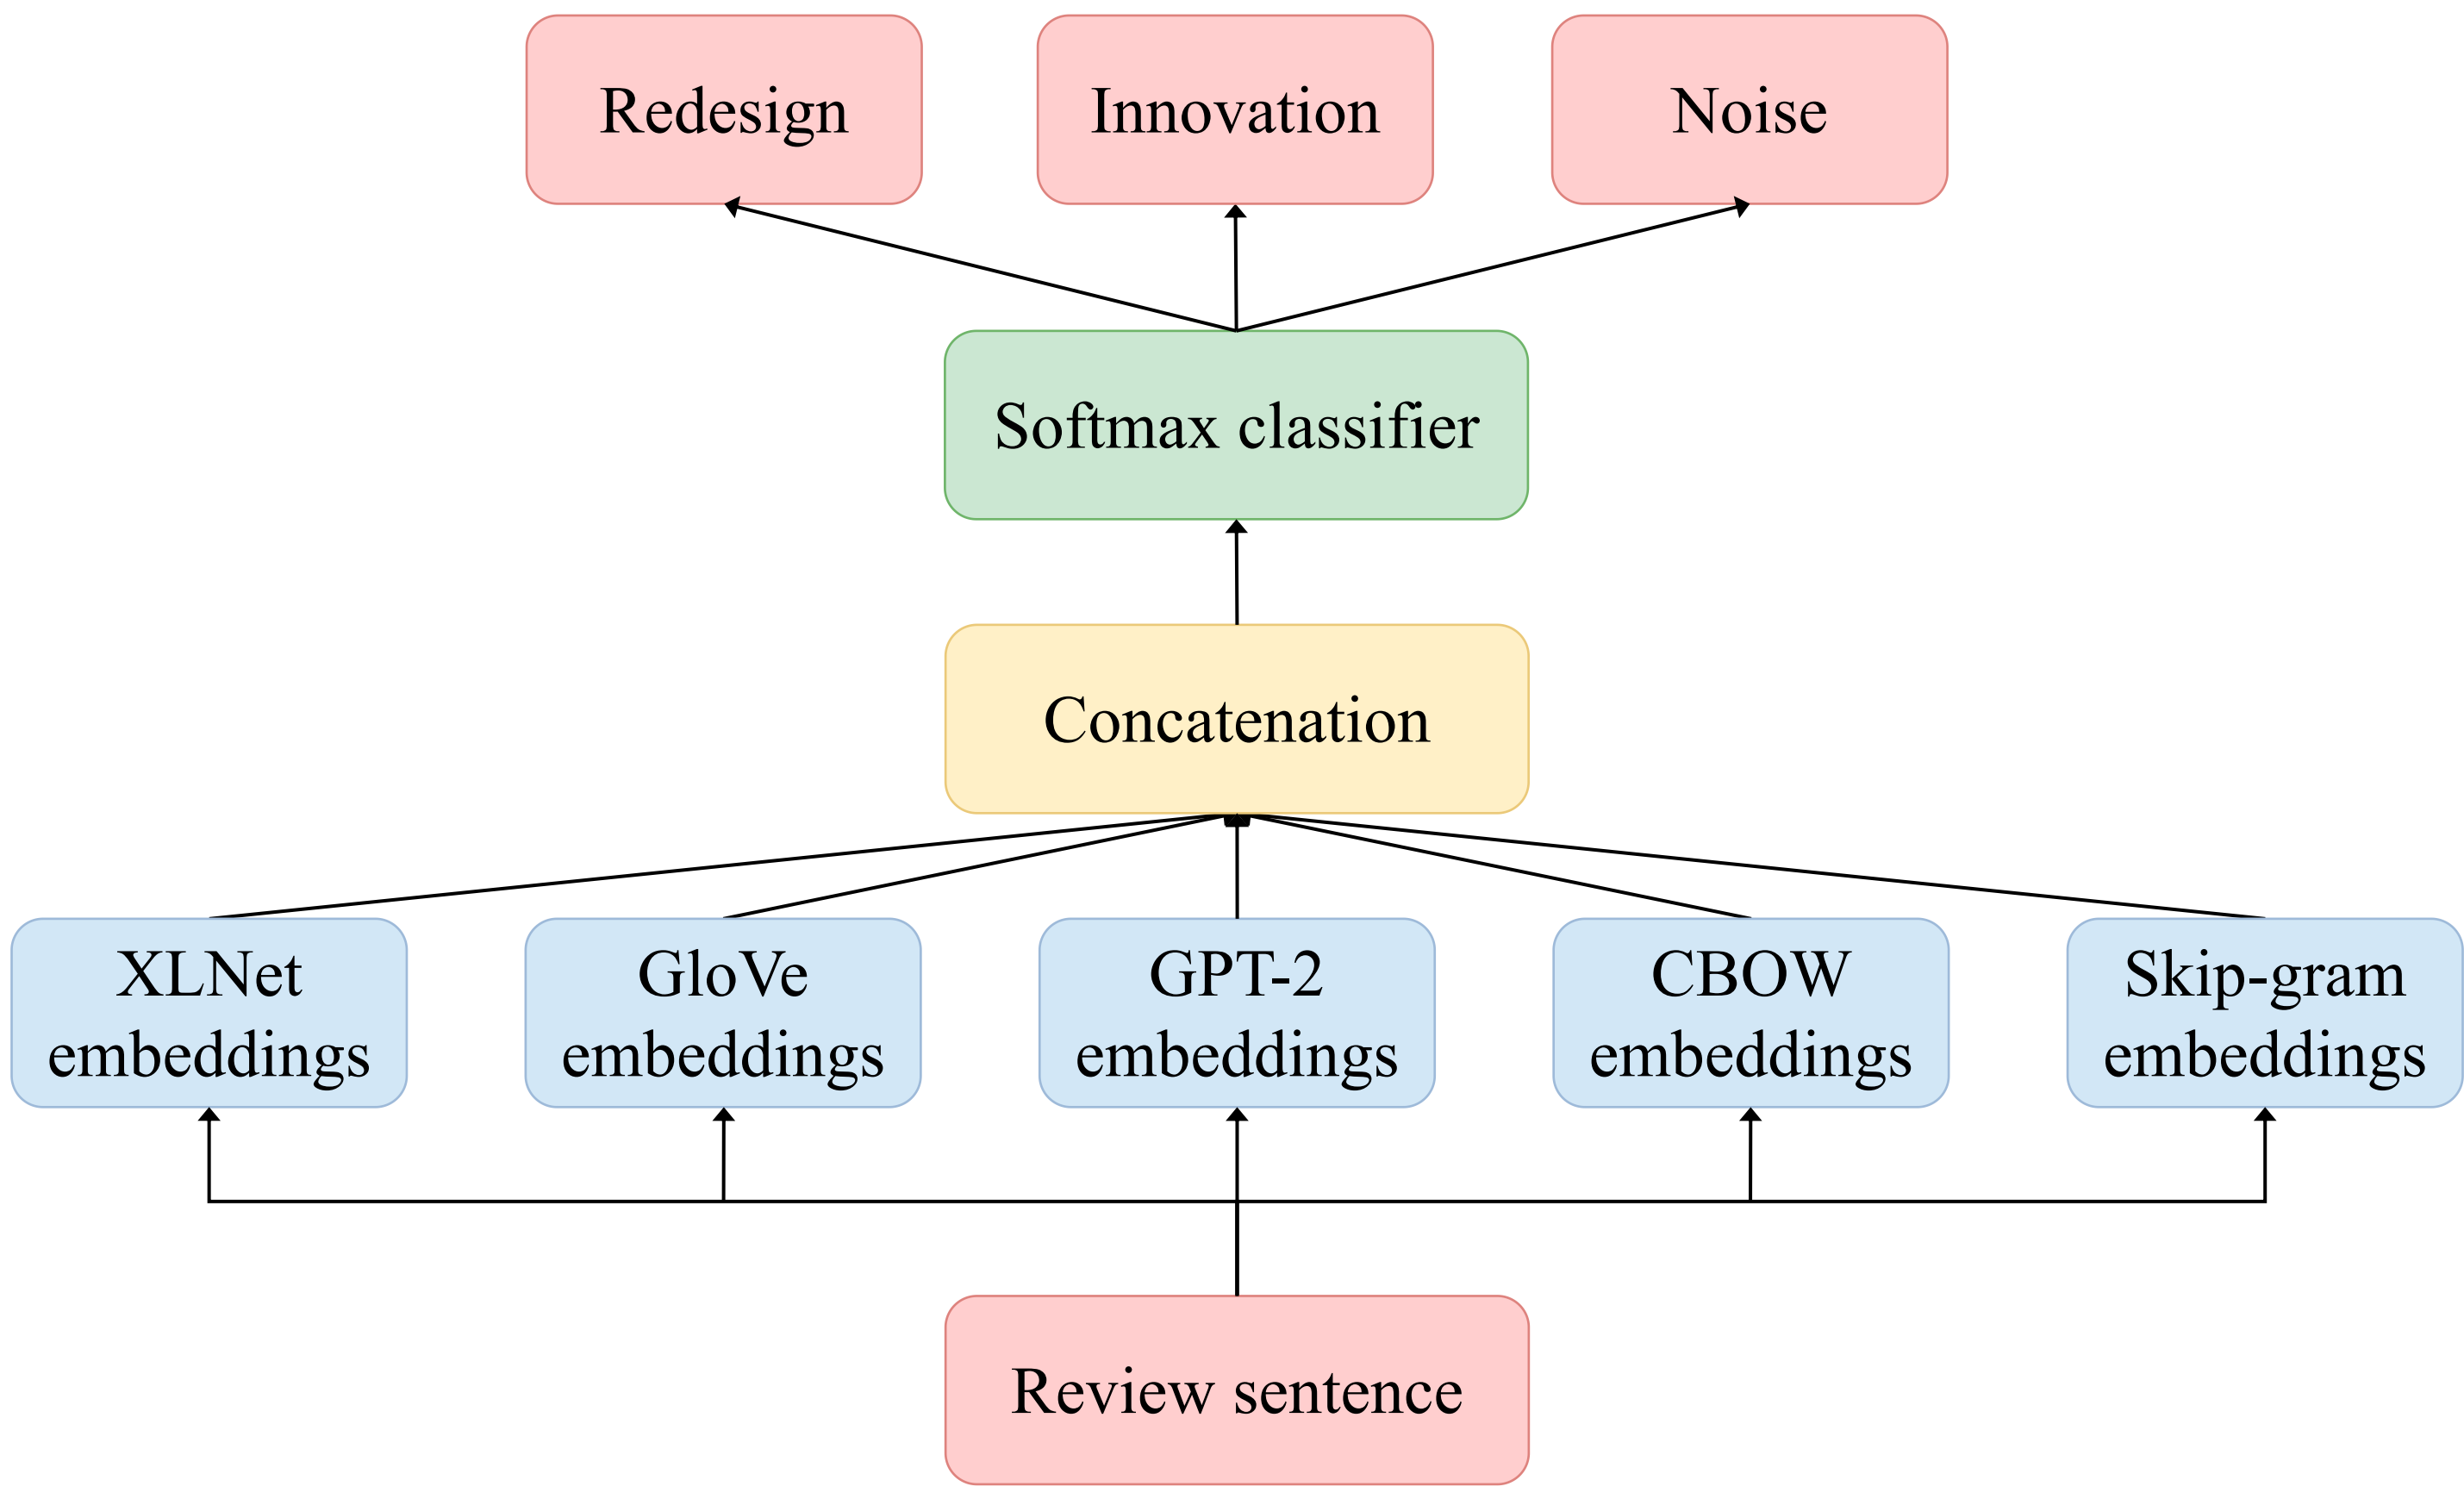 Redesign
Innovation
Noise
Softmax classifier
Concatenation
XLNet
embeddings
GloVe
embeddings
GPT-2
embeddings
CBOW
embeddings
Skip-gram
embeddings
Review sentence